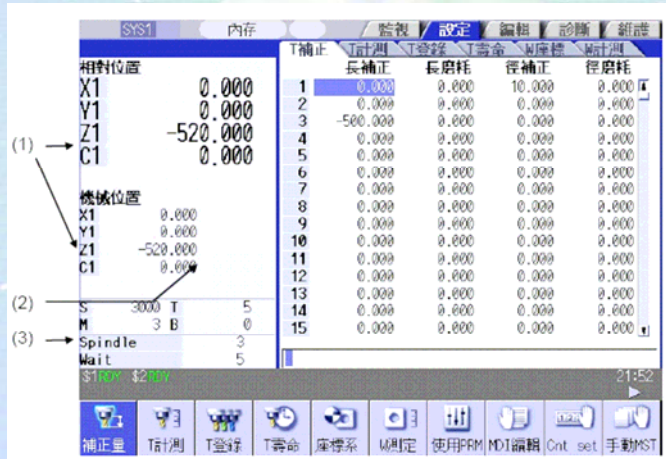 SYS1 內存 監視 設定 編輯 診斷 維護
T補正 T計測 T登錄 T壽命 W座標 W計測
相對位置
X1 0.000
Y1 0.000
Z1 -520.000
C1 0.000
機械位置
X1 0.000
Y1 0.000
Z1 -520.000
C1 0.000
S 3000 T 5
M 3 B 0
Spindle 3
Wait 5
長補正 長磨耗 徑補正 徑磨耗
1 0.000 0.000 10.000 0.000
2 0.000 0.000 0.000 0.000
3 -500.000 0.000 0.000 0.000
4 0.000 0.000 0.000 0.000
5 0.000 0.000 0.000 0.000
6 0.000 0.000 0.000 0.000
7 0.000 0.000 0.000 0.000
8 0.000 0.000 0.000 0.000
9 0.000 0.000 0.000 0.000
10 0.000 0.000 0.000 0.000
11 0.000 0.000 0.000 0.000
12 0.000 0.000 0.000 0.000
13 0.000 0.000 0.000 0.000
14 0.000 0.000 0.000 0.000
15 0.000 0.000 0.000 0.000
(1)
(2)
(3)
$1RDY $2RDY 21:52
補正量 T計測 T登錄 T壽命 座標系 W測定 使用PRM MDI編輯 Cnt set 手動MST